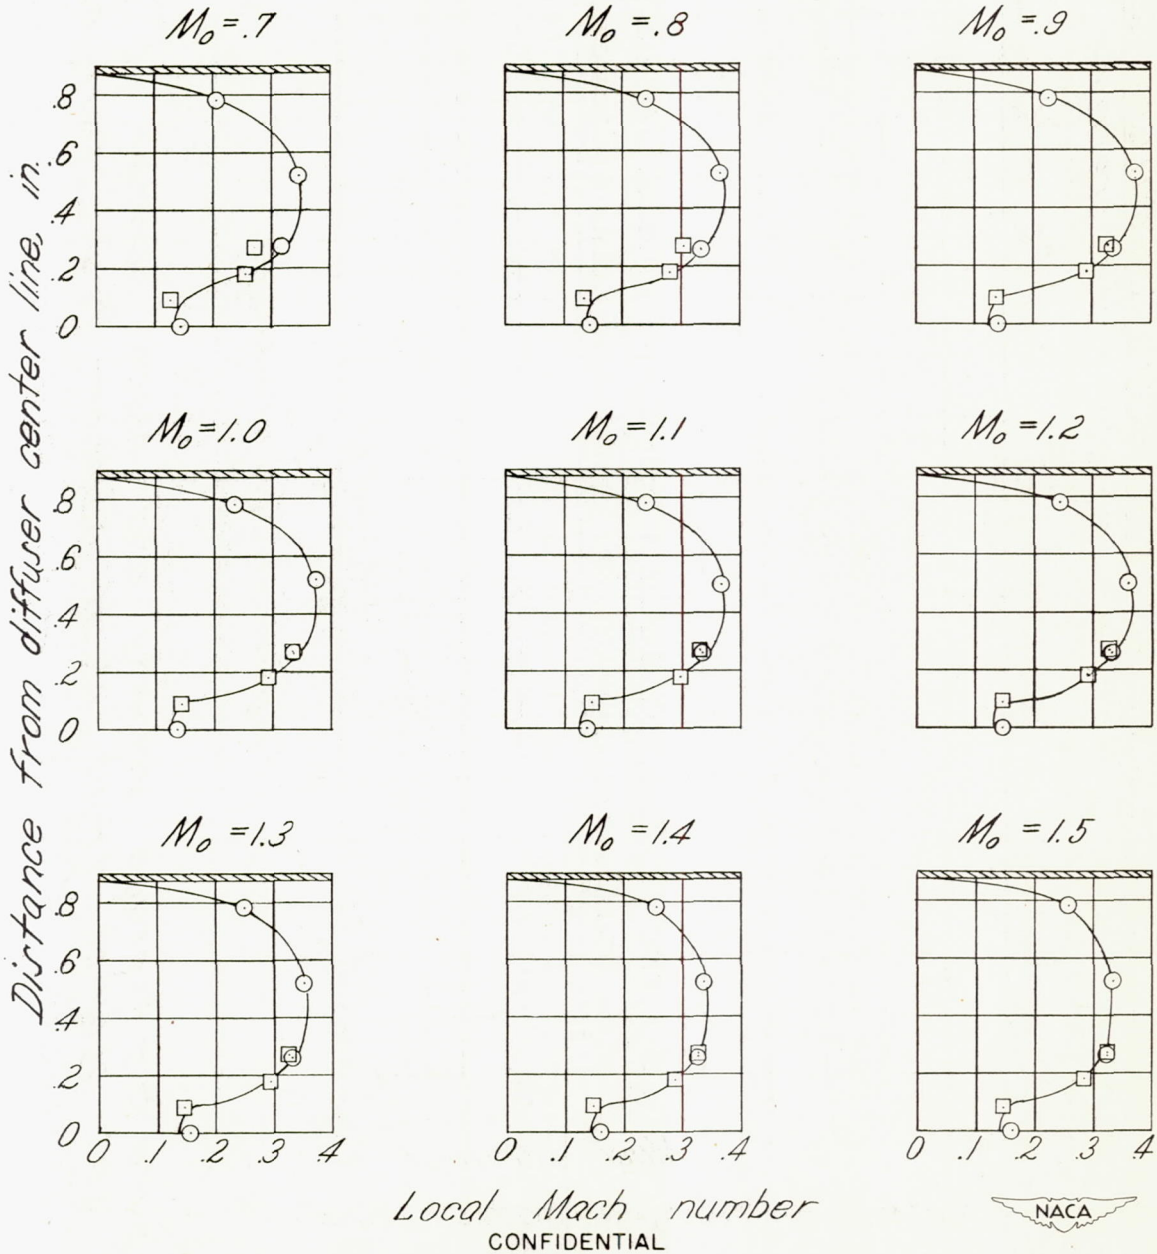 M₀=.7 M₀=.8 M₀=.9
.8
.6
.4
.2
0
M₀=1.0 M₀=1.1 M₀=1.2
.8
.6
.4
.2
0
Distance from diffuser center line, in.
M₀=1.3 M₀=1.4 M₀=1.5
.8
.6
.4
.2
0
0 .1 .2 .3 .4 0 .1 .2 .3 .4 0 .1 .2 .3 .4
Local Mach number
NACA
CONFIDENTIAL